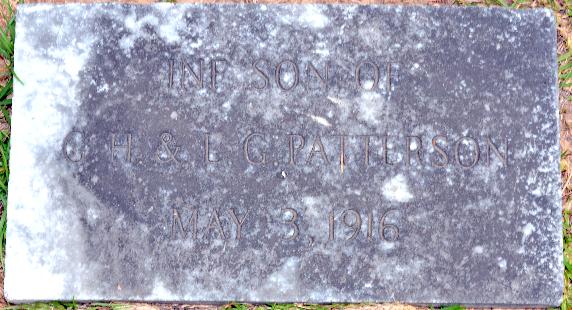 INF SON OF
G H. & L G. PATTERSON
MAY 3, 1916